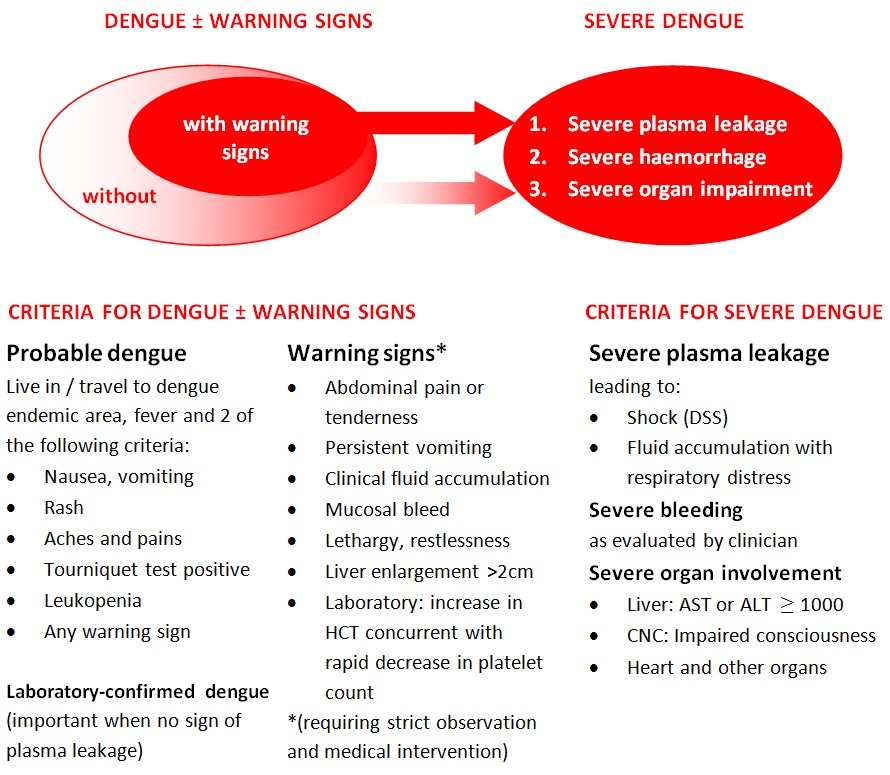 DENGUE ± WARNING SIGNS
SEVERE DENGUE
with warning
signs
without
1. Severe plasma leakage
2. Severe haemorrhage
3. Severe organ impairment
CRITERIA FOR DENGUE ± WARNING SIGNS
Probable dengue
Live in / travel to dengue
endemic area, fever and 2 of
the following criteria:
• Nausea, vomiting
• Rash
• Aches and pains
• Tourniquet test positive
• Leukopenia
• Any warning sign
Laboratory-confirmed dengue
(important when no sign of
plasma leakage)
Warning signs*
• Abdominal pain or
tenderness
• Persistent vomiting
• Clinical fluid accumulation
• Mucosal bleed
• Lethargy, restlessness
• Liver enlargement >2cm
• Laboratory: increase in
HCT concurrent with
rapid decrease in platelet
count
*(requiring strict observation
and medical intervention)
CRITERIA FOR SEVERE DENGUE
Severe plasma leakage
leading to:
• Shock (DSS)
• Fluid accumulation with
respiratory distress
Severe bleeding
as evaluated by clinician
Severe organ involvement
• Liver: AST or ALT ≥ 1000
• CNC: Impaired consciousness
• Heart and other organs